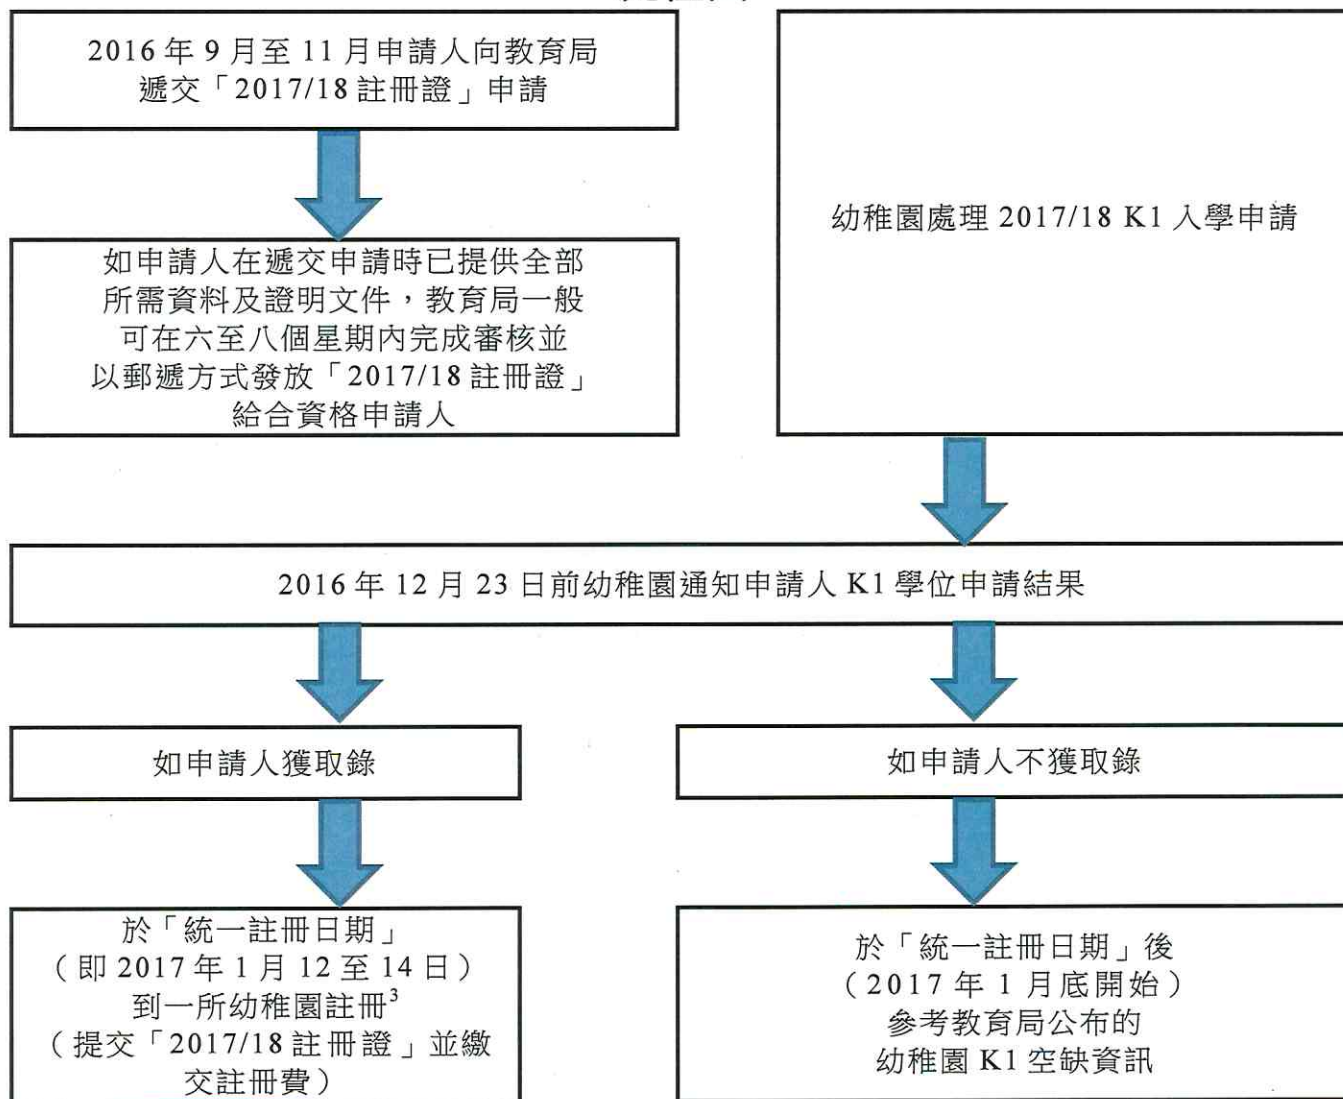 2016 年 9 月至 11 月申請人向教育局
遞交「2017/18 註冊證」申請
幼稚園處理 2017/18 K1 入學申請
如申請人在遞交申請時已提供全部
所需資料及證明文件，教育局一般
可在六至八個星期內完成審核並
以郵遞方式發放「2017/18 註冊證」
給合資格申請人
2016 年 12 月 23 日前幼稚園通知申請人 K1 學位申請結果
如申請人獲取錄
如申請人不獲取錄
於「統一註冊日期」
（即 2017 年 1 月 12 至 14 日）
到一所幼稚園註冊³
（提交「2017/18 註冊證」並繳
交註冊費）
於「統一註冊日期」後
（2017 年 1 月底開始）
參考教育局公布的
幼稚園 K1 空缺資訊